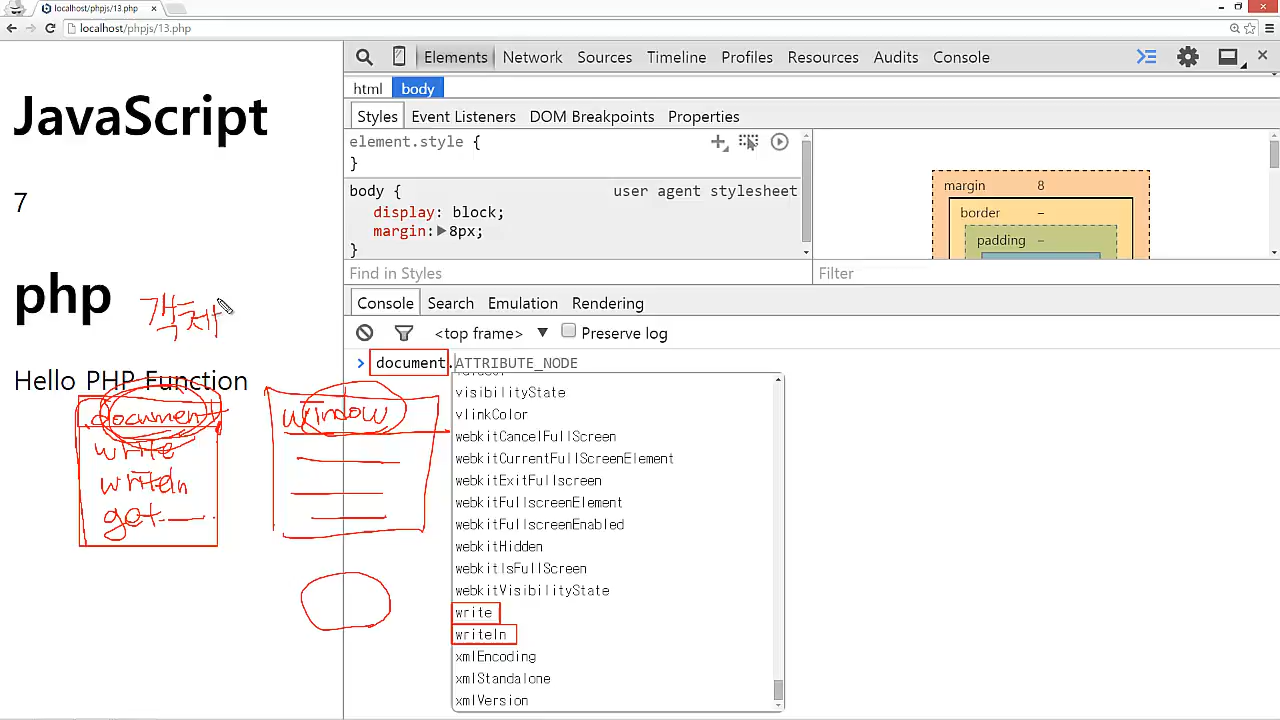 localhost/phpjs/13.php
localhost/phpjs/13.php
JavaScript
7
php
객체
Hello PHP Function
document
write
writeln
get
window
Elements Network Sources Timeline Profiles Resources Audits Console
html body
Styles Event Listeners DOM Breakpoints Properties
element.style {
}
body { user agent stylesheet
display: block;
margin: 8px;
}
Find in Styles
margin 8
border –
padding –
Filter
Console Search Emulation Rendering
<top frame> Preserve log
document.ATTRIBUTE_NODE
visibilityState
vlinkColor
webkitCancelFullScreen
webkitCurrentFullScreenElement
webkitExitFullscreen
webkitFullscreenElement
webkitFullscreenEnabled
webkitHidden
webkitIsFullScreen
webkitVisibilityState
write
writeln
xmlEncoding
xmlStandalone
xmlVersion